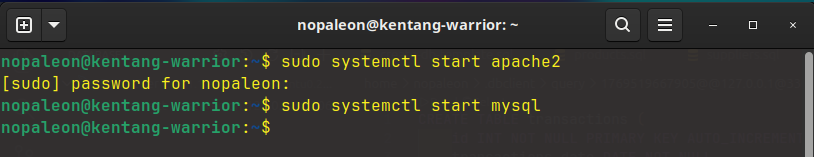 nopaleon@kentang-warrior: ~
nopaleon@kentang-warrior:~$ sudo systemctl start apache2
[sudo] password for nopaleon:
nopaleon@kentang-warrior:~$ sudo systemctl start mysql
nopaleon@kentang-warrior:~$